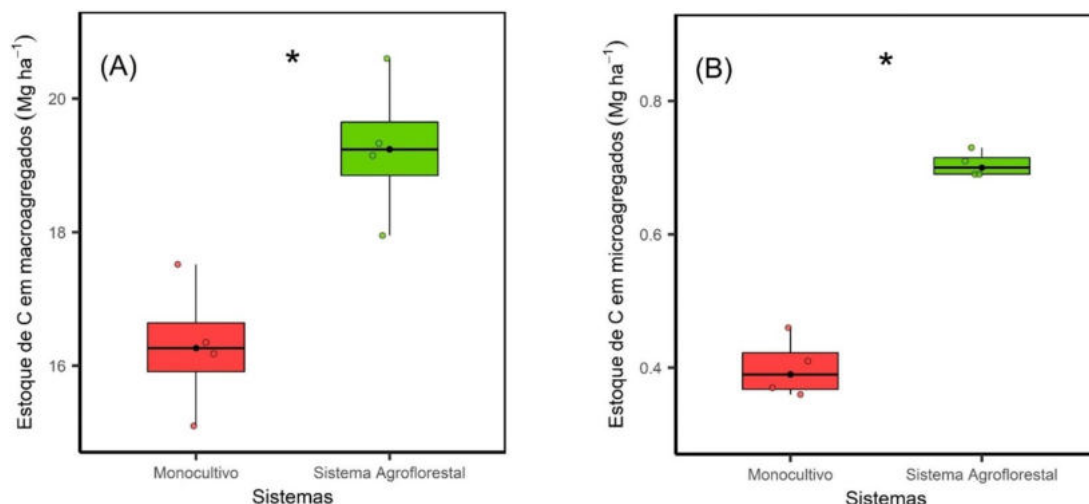 Estoque de C em macroagregados (Mg ha⁻¹)
(A)
*
20
18
16
Monocultivo
Sistema Agroflorestal
Sistemas
Estoque de C em microagregados (Mg ha⁻¹)
(B)
*
0.8
0.6
0.4
Monocultivo
Sistema Agroflorestal
Sistemas